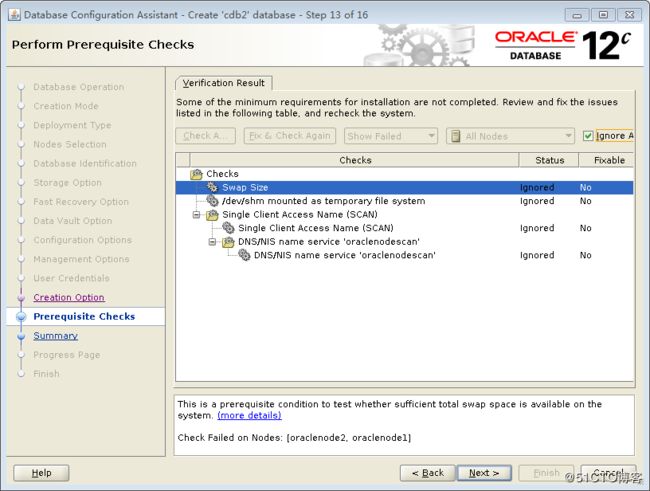 Database Configuration Assistant - Create 'cdb2' database - Step 13 of 16
Perform Prerequisite Checks
ORACLE
DATABASE
12c
Database Operation
Creation Mode
Deployment Type
Nodes Selection
Database Identification
Storage Option
Fast Recovery Option
Data Vault Option
Configuration Options
Management Options
User Credentials
Creation Option
Prerequisite Checks
Summary
Progress Page
Finish
Verification Result
Some of the minimum requirements for installation are not completed. Review and fix the issues
listed in the following table, and recheck the system.
Check A... Fix & Check Again Show Failed All Nodes Ignore A
Checks Status Fixable
Checks
Swap Size Ignored No
/dev/shm mounted as temporary file system Ignored No
Single Client Access Name (SCAN)
Single Client Access Name (SCAN) Ignored No
DNS/NIS name service 'oraclenodescan'
DNS/NIS name service 'oraclenodescan' Ignored No
This is a prerequisite condition to test whether sufficient total swap space is available on the
system. (more details)
Check Failed on Nodes: [oraclenode2, oraclenode1]
Help < Back Next > Finish Cancel
@51CTO博客